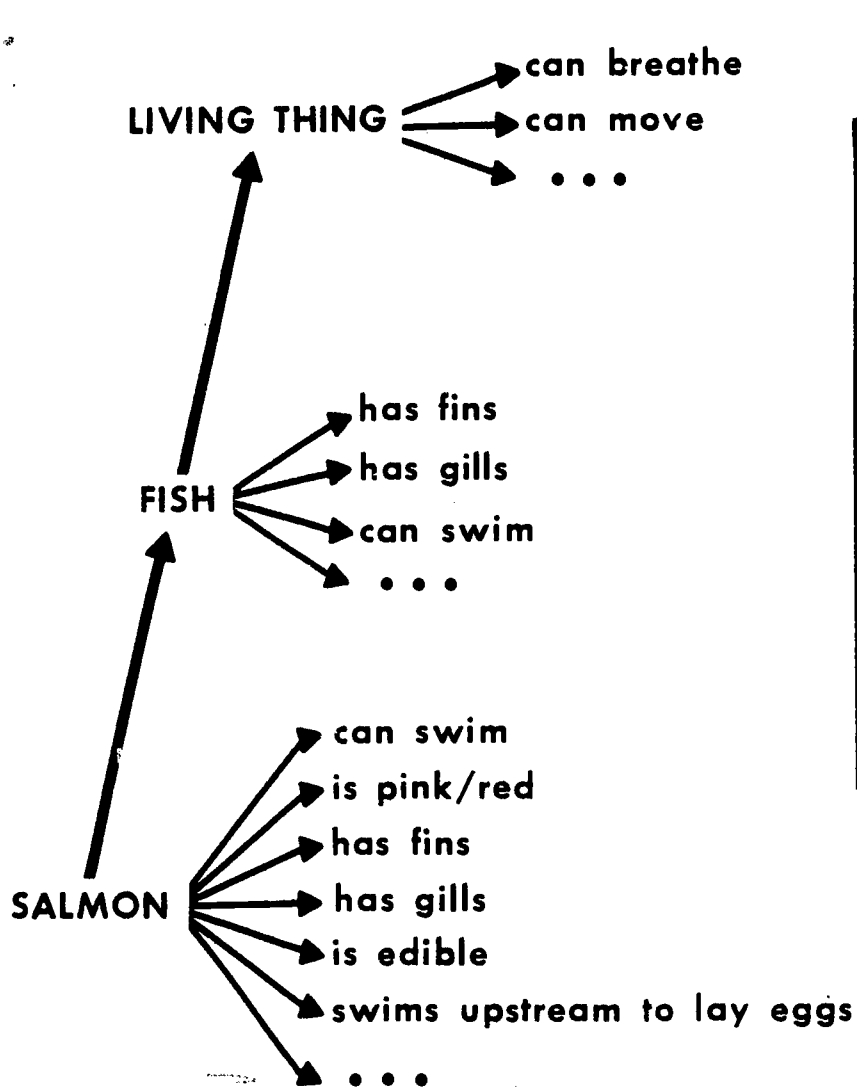 can breathe
LIVING THING
can move
• • •
has fins
has gills
FISH
can swim
• • •
can swim
is pink/red
has fins
SALMON
has gills
is edible
swims upstream to lay eggs
• • •